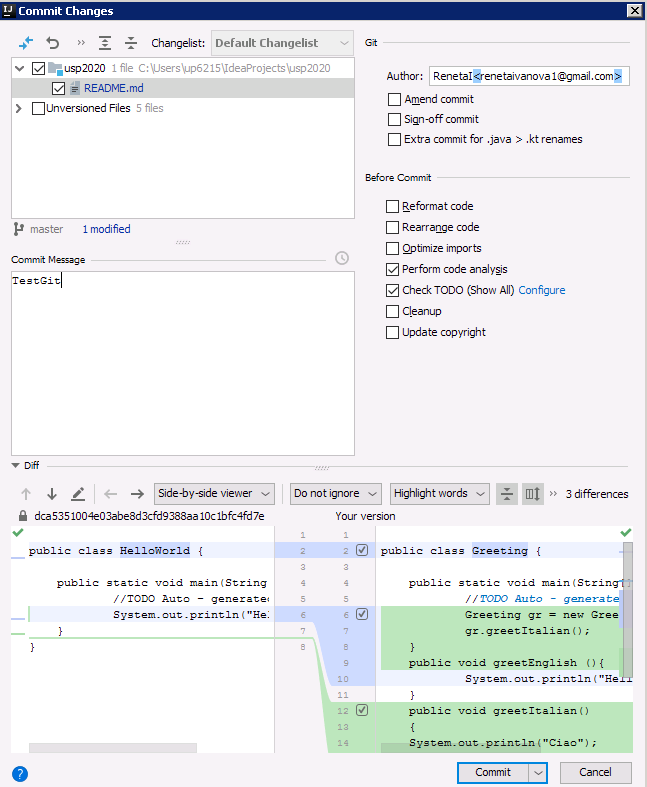 Commit Changes
Changelist: Default Changelist
usp2020 1 file C:\Users\up6215\IdeaProjects\usp2020
README.md
Unversioned Files 5 files
master 1 modified
Commit Message
TestGit
Git
Author: RenetaI<renetaivanova1@gmail.com>
Amend commit
Sign-off commit
Extra commit for .java > .kt renames
Before Commit
Reformat code
Rearrange code
Optimize imports
Perform code analysis
Check TODO (Show All) Configure
Cleanup
Update copyright
Diff
Side-by-side viewer Do not ignore Highlight words 3 differences
dca5351004e03abe8d3cfd9388aa10c1bfc4fd7e Your version
1
public class HelloWorld { 2
3
public static void main(String 4
//TODO Auto - generated 5
System.out.println("Hel 6
} 7
} 8
1
2 public class Greeting {
3
4 public static void main(String[
5 //TODO Auto - generate
6 Greeting gr = new Gree
7 gr.greetItalian();
8 }
9 public void greetEnglish (){
10 System.out.println("Hell
11 }
12 public void greetItalian()
13 {
14 System.out.println("Ciao");
? Commit Cancel